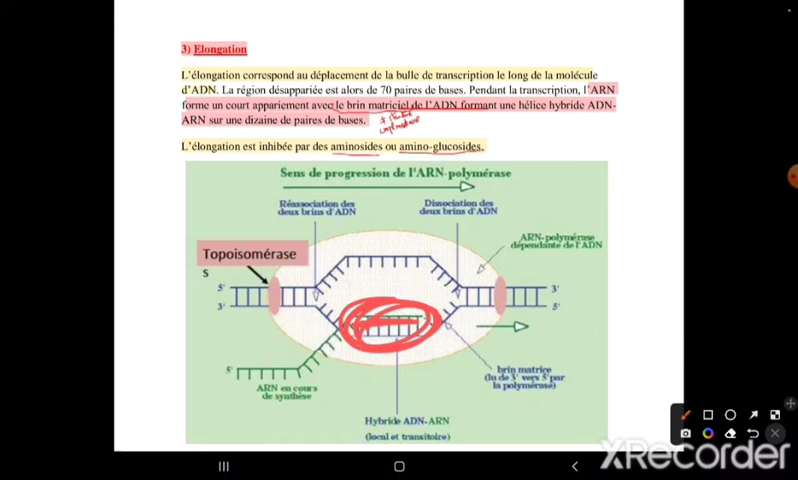 3) Elongation
L'élongation correspond au déplacement de la bulle de transcription le long de la molécule
d'ADN. La région désappariée est alors de 70 paires de bases. Pendant la transcription, l'ARN
forme un court appariement avec le brin matriciel de l'ADN formant une hélice hybride ADN-
ARN sur une dizaine de paires de bases.
L'élongation est inhibée par des aminosides ou amino-glucosides.
Sens de progression de l'ARN-polymérase
Réassociation des
deux brins d'ADN
Dissociation des
deux brins d'ADN
ARN-polymérase
dépendante de l'ADN
Topoisomérase
s
5'
3'
3'
5'
5'
ARN en cours
de synthèse
brin matrice
(lu de 3' vers 5' par
la polymérase)
Hybride ADN-ARN
(local et transitoire)
XRecorder